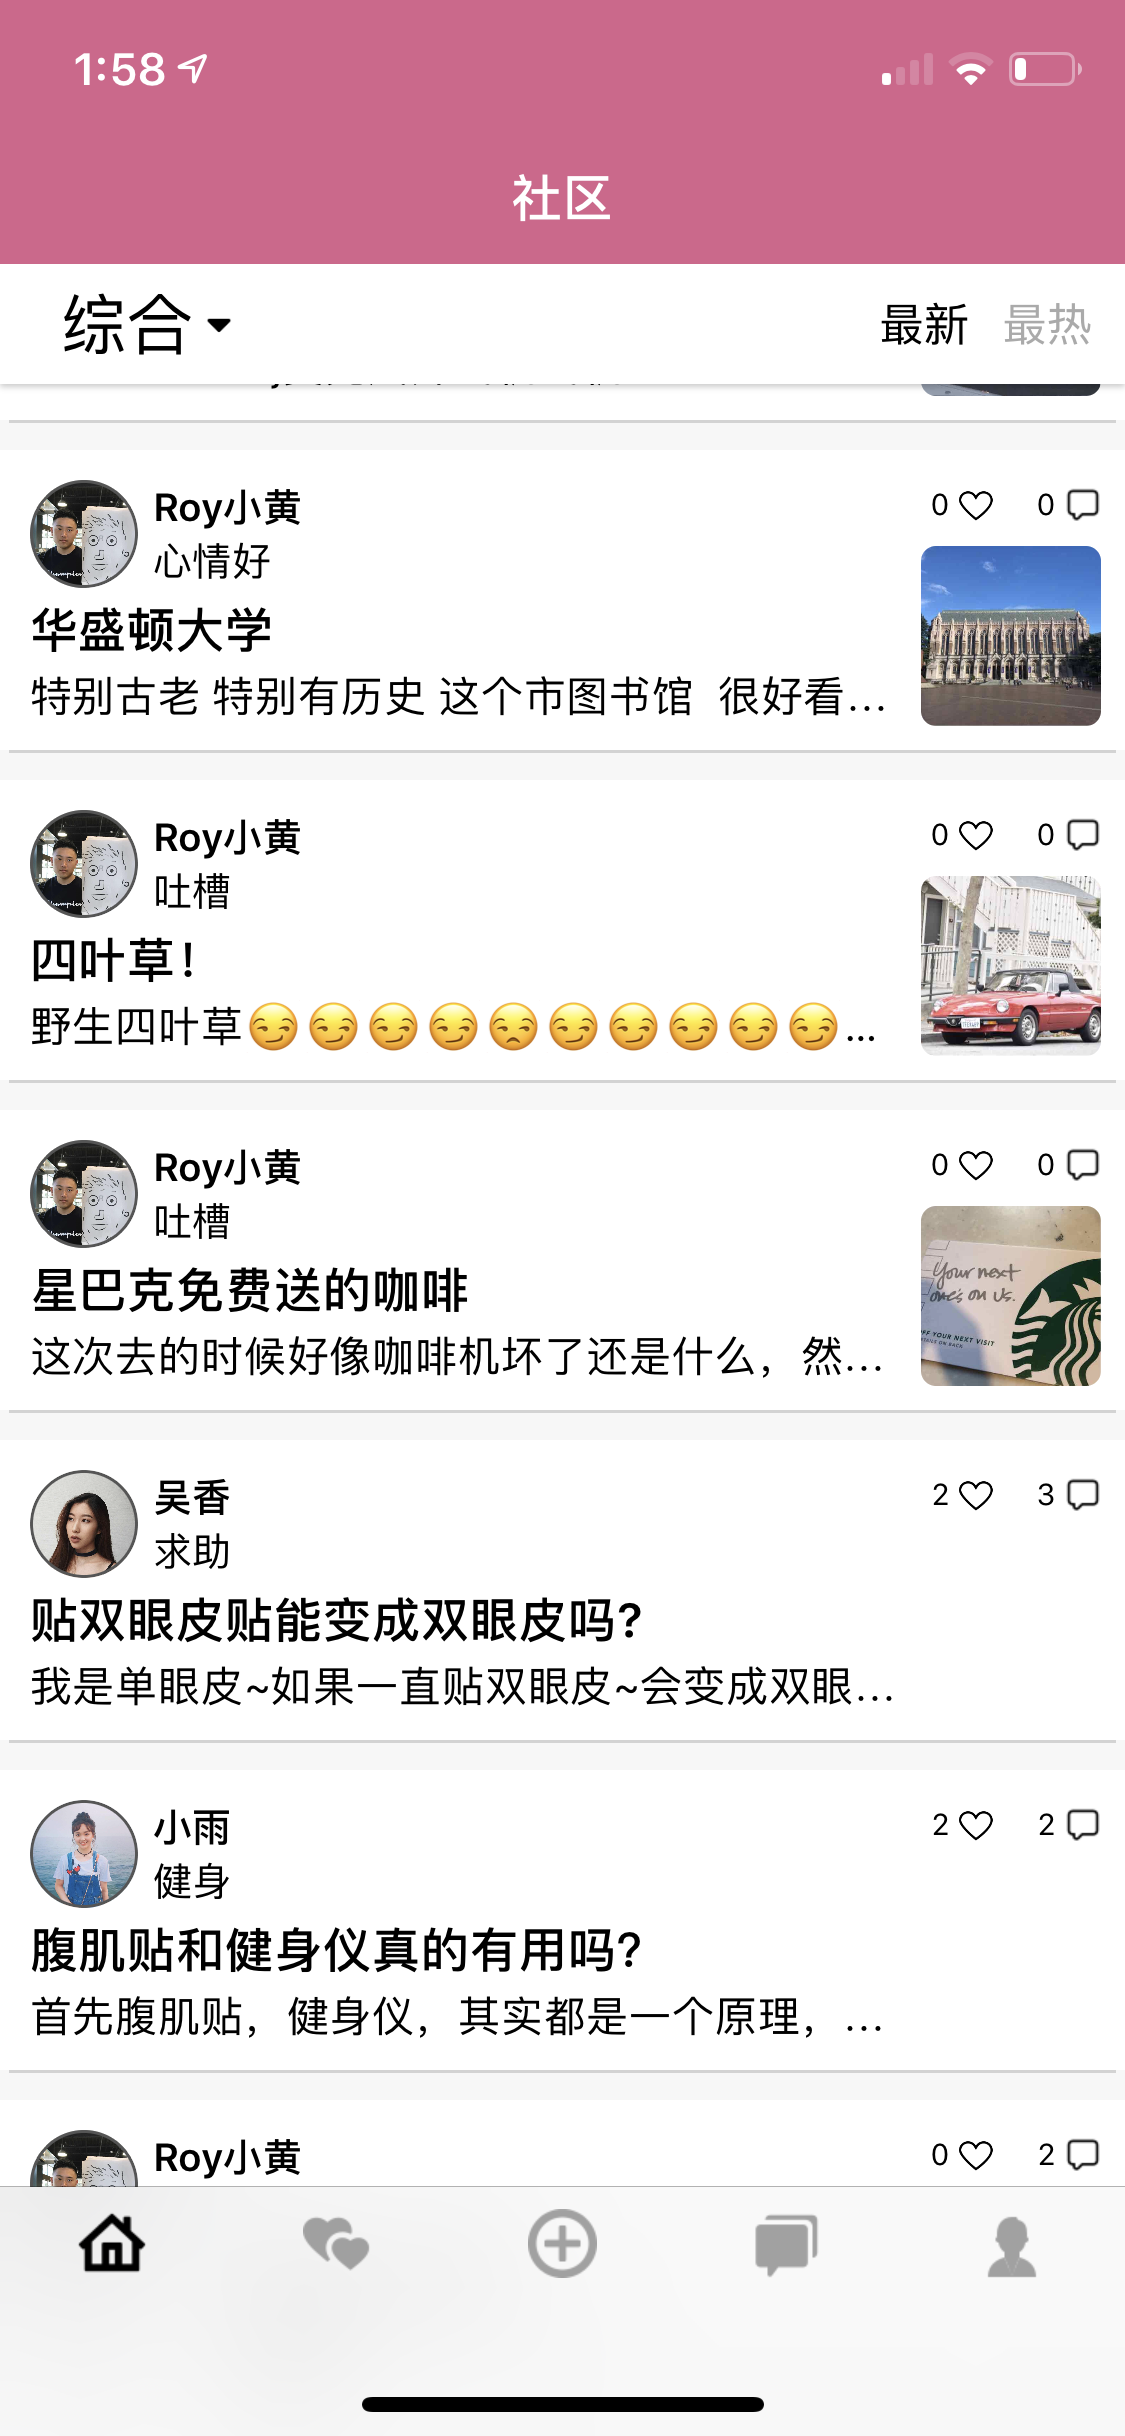 1:58
社区
综合
最新 最热
Roy小黄 0 0
心情好
华盛顿大学
特别古老 特别有历史 这个市图书馆 很好看...
Roy小黄 0 0
吐槽
四叶草！
野生四叶草😏😏😏😏😞😏😏😏😏😏...
Roy小黄 0 0
吐槽
星巴克免费送的咖啡
这次去的时候好像咖啡机坏了还是什么，然...
Your next
one's on us.
FF YOUR NEXT VISIT
吴香 2 3
求助
贴双眼皮贴能变成双眼皮吗?
我是单眼皮~如果一直贴双眼皮~会变成双眼...
小雨 2 2
健身
腹肌贴和健身仪真的有用吗?
首先腹肌贴，健身仪，其实都是一个原理，...
Roy小黄 0 2